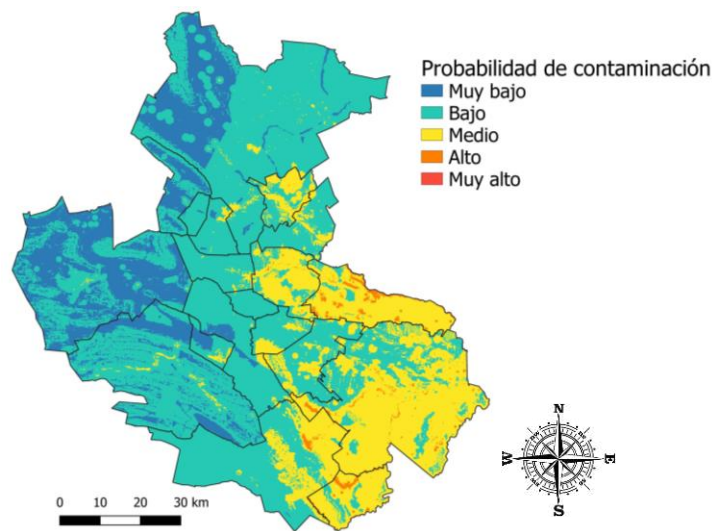 Probabilidad de contaminación
Muy bajo
Bajo
Medio
Alto
Muy alto
N
W
E
S
0 10 20 30 km